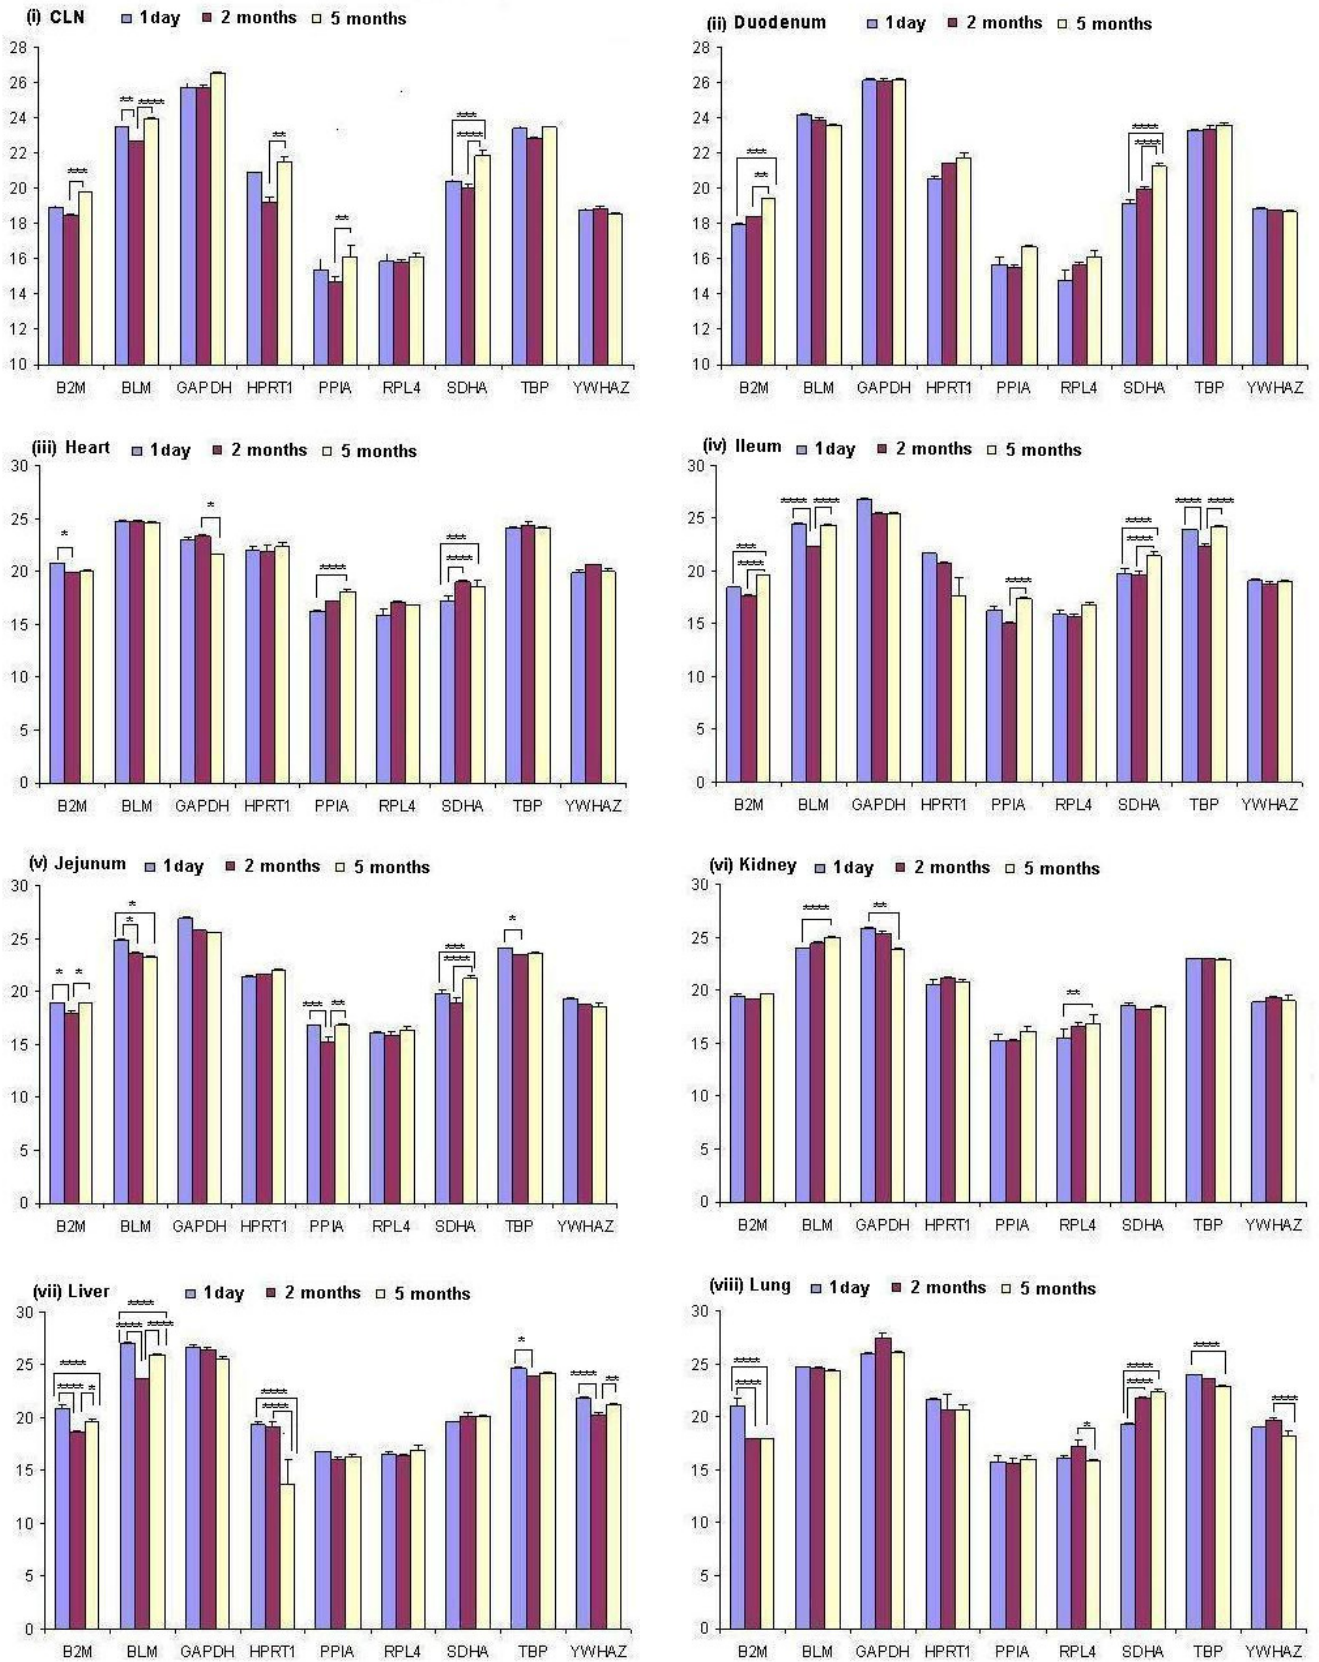 (i) CLN 1day 2 months 5 months
28
26
24
22
20
18
16
14
12
10
*** ** **** ** ** *** ****
B2M BLM GAPDH HPRT1 PPIA RPL4 SDHA TBP YWHAZ
(ii) Duodenum 1day 2 months 5 months
28
26
24
22
20
18
16
14
12
10
*** ** **** ****
B2M BLM GAPDH HPRT1 PPIA RPL4 SDHA TBP YWHAZ
(iii) Heart 1day 2 months 5 months
30
25
20
15
10
5
0
* * **** *** ****
B2M BLM GAPDH HPRT1 PPIA RPL4 SDHA TBP YWHAZ
(iv) Ileum 1day 2 months 5 months
30
25
20
15
10
5
0
*** **** **** **** **** **** **** **** ****
B2M BLM GAPDH HPRT1 PPIA RPL4 SDHA TBP YWHAZ
(v) Jejunum 1day 2 months 5 months
30
25
20
15
10
5
0
* * * * *** ** *** **** *
B2M BLM GAPDH HPRT1 PPIA RPL4 SDHA TBP YWHAZ
(vi) Kidney 1day 2 months 5 months
30
25
20
15
10
5
0
**** ** **
B2M BLM GAPDH HPRT1 PPIA RPL4 SDHA TBP YWHAZ
(vii) Liver 1day 2 months 5 months
30
25
20
15
10
5
0
**** **** * **** **** **** **** **** * **** **
B2M BLM GAPDH HPRT1 PPIA RPL4 SDHA TBP YWHAZ
(viii) Lung 1day 2 months 5 months
30
25
20
15
10
5
0
**** **** * **** **** **** ****
B2M BLM GAPDH HPRT1 PPIA RPL4 SDHA TBP YWHAZ